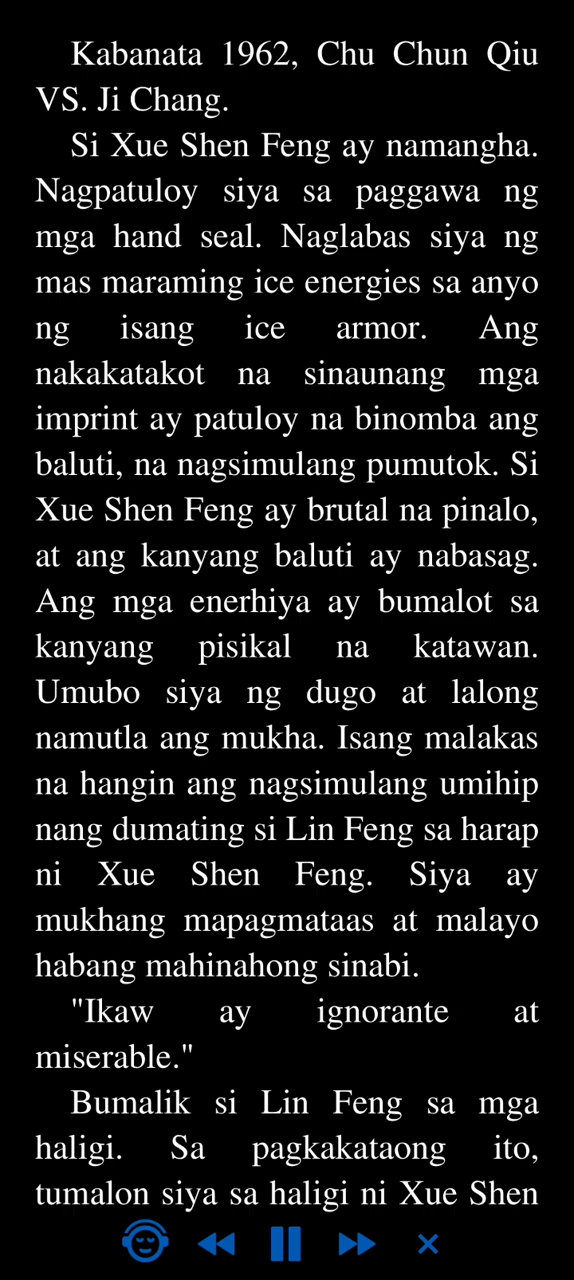 Kabanata 1962, Chu Chun Qiu
VS. Ji Chang.
Si Xue Shen Feng ay namangha.
Nagpatuloy siya sa paggawa ng
mga hand seal. Naglabas siya ng
mas maraming ice energies sa anyo
ng isang ice armor. Ang
nakakatakot na sinaunang mga
imprint ay patuloy na binomba ang
baluti, na nagsimulang pumutok. Si
Xue Shen Feng ay brutal na pinalo,
at ang kanyang baluti ay nabasag.
Ang mga enerhiya ay bumalot sa
kanyang pisikal na katawan.
Umubo siya ng dugo at lalong
namutla ang mukha. Isang malakas
na hangin ang nagsimulang umihip
nang dumating si Lin Feng sa harap
ni Xue Shen Feng. Siya ay
mukhang mapagmataas at malayo
habang mahinahong sinabi.
"Ikaw ay ignorante at
miserable."
Bumalik si Lin Feng sa mga
haligi. Sa pagkakataong ito,
tumalon siya sa haligi ni Xue Shen